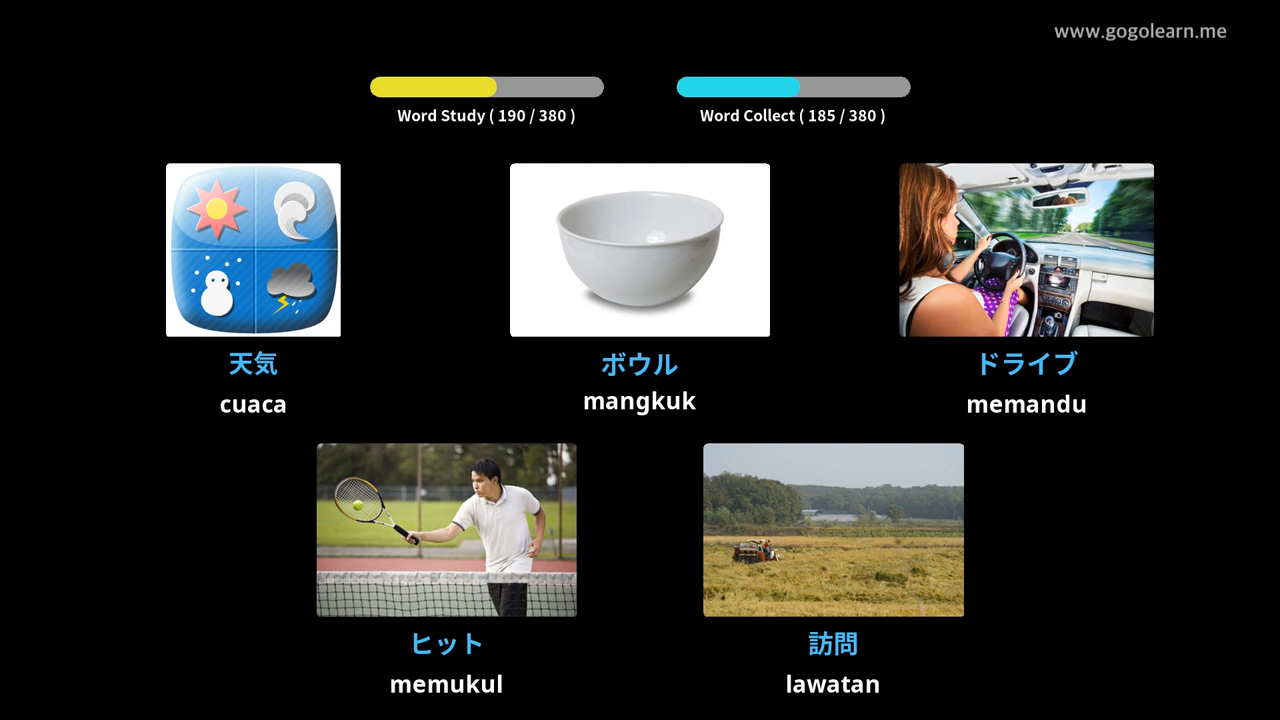 www.gogolearn.me
Word Study ( 190 / 380 )
Word Collect ( 185 / 380 )
天気
ボウル
ドライブ
cuaca
mangkuk
memandu
ヒット
訪問
memukul
lawatan